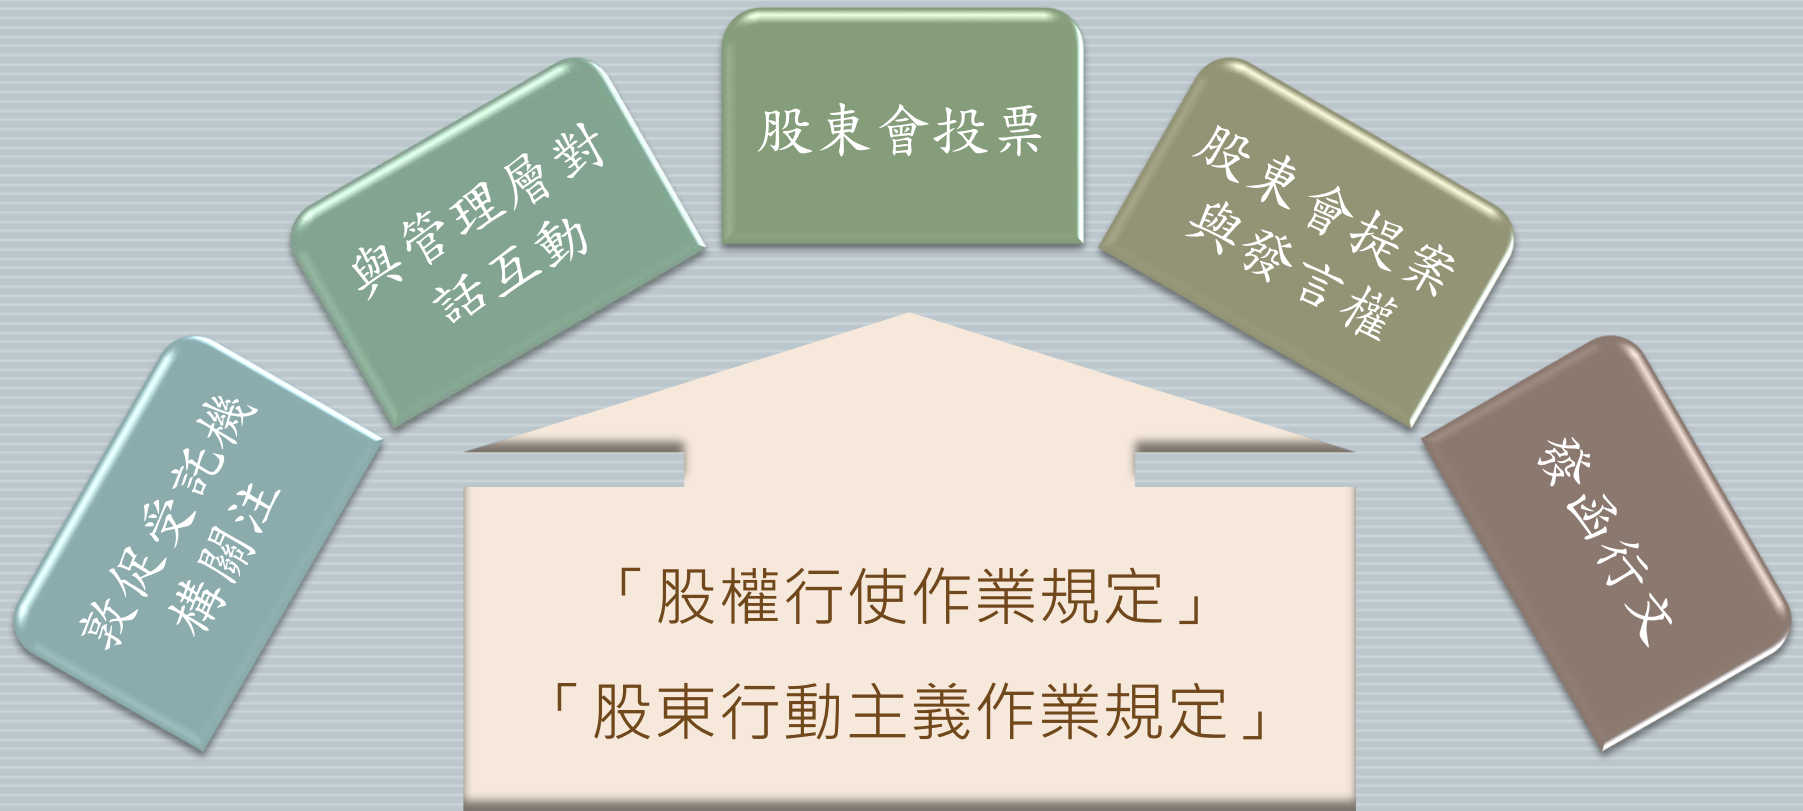 敦促受託機
構關注
與管理層對
話互動
股東會投票
股東會提案
與發言權
發函行文
「股權行使作業規定」
「股東行動主義作業規定」